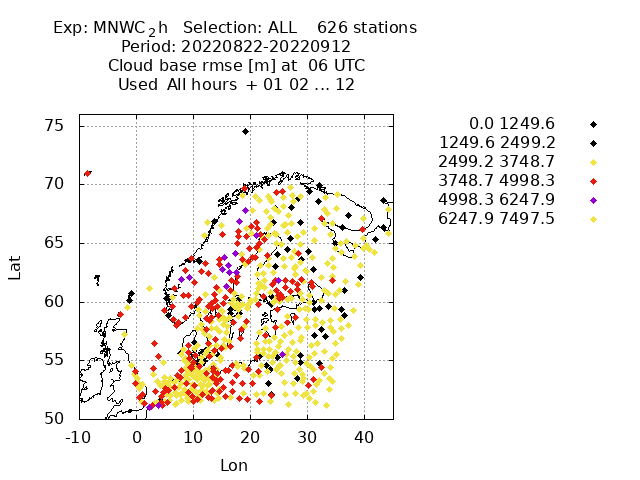 Exp: MNWC2h Selection: ALL 626 stations
Period: 20220822-20220912
Cloud base rmse [m] at 06 UTC
Used All hours + 01 02 ... 12
0.0 1249.6
1249.6 2499.2
2499.2 3748.7
3748.7 4998.3
4998.3 6247.9
6247.9 7497.5
75
70
65
60
55
50
Lat
-10 0 10 20 30 40
Lon